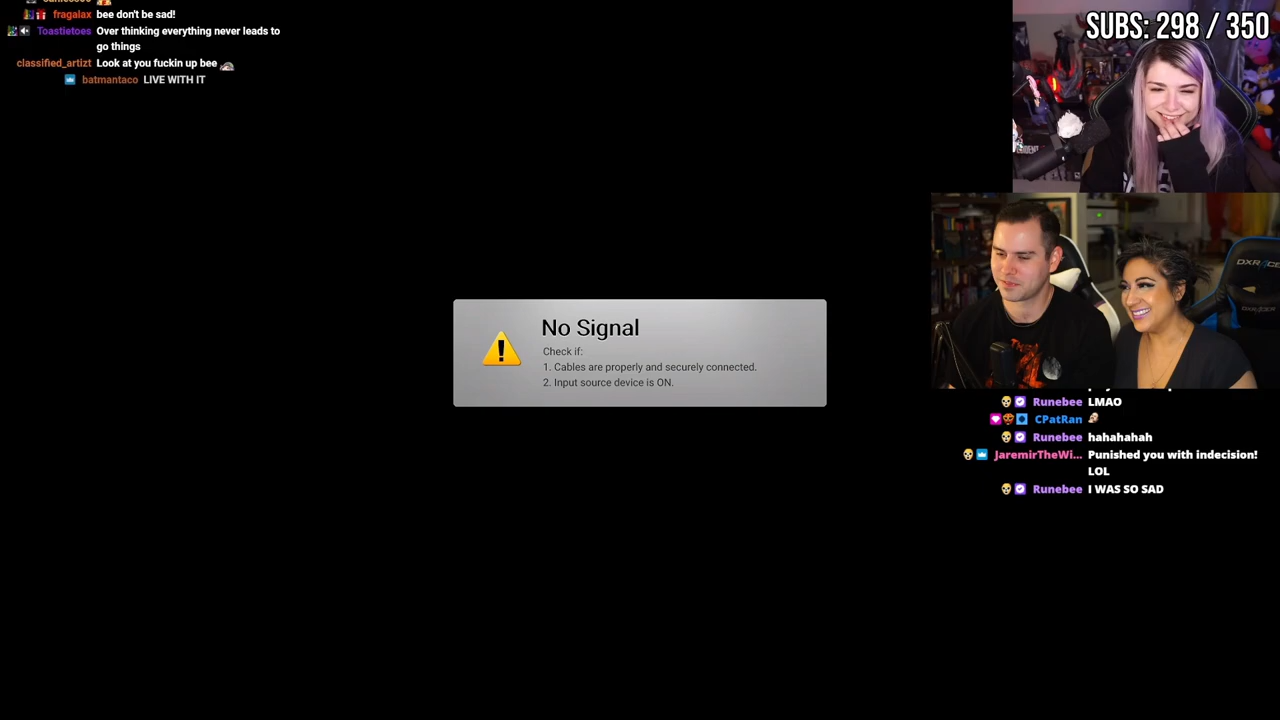 fragalax bee don't be sad!
Toastietoes Over thinking everything never leads to
go things
classified_artizt Look at you fuckin up bee
batmantaco LIVE WITH IT
SUBS: 298 / 350
No Signal
Check if:
1. Cables are properly and securely connected.
2. Input source device is ON.
Runebee LMAO
CPatRan
Runebee hahahahah
JaremirTheWi... Punished you with indecision!
LOL
Runebee I WAS SO SAD